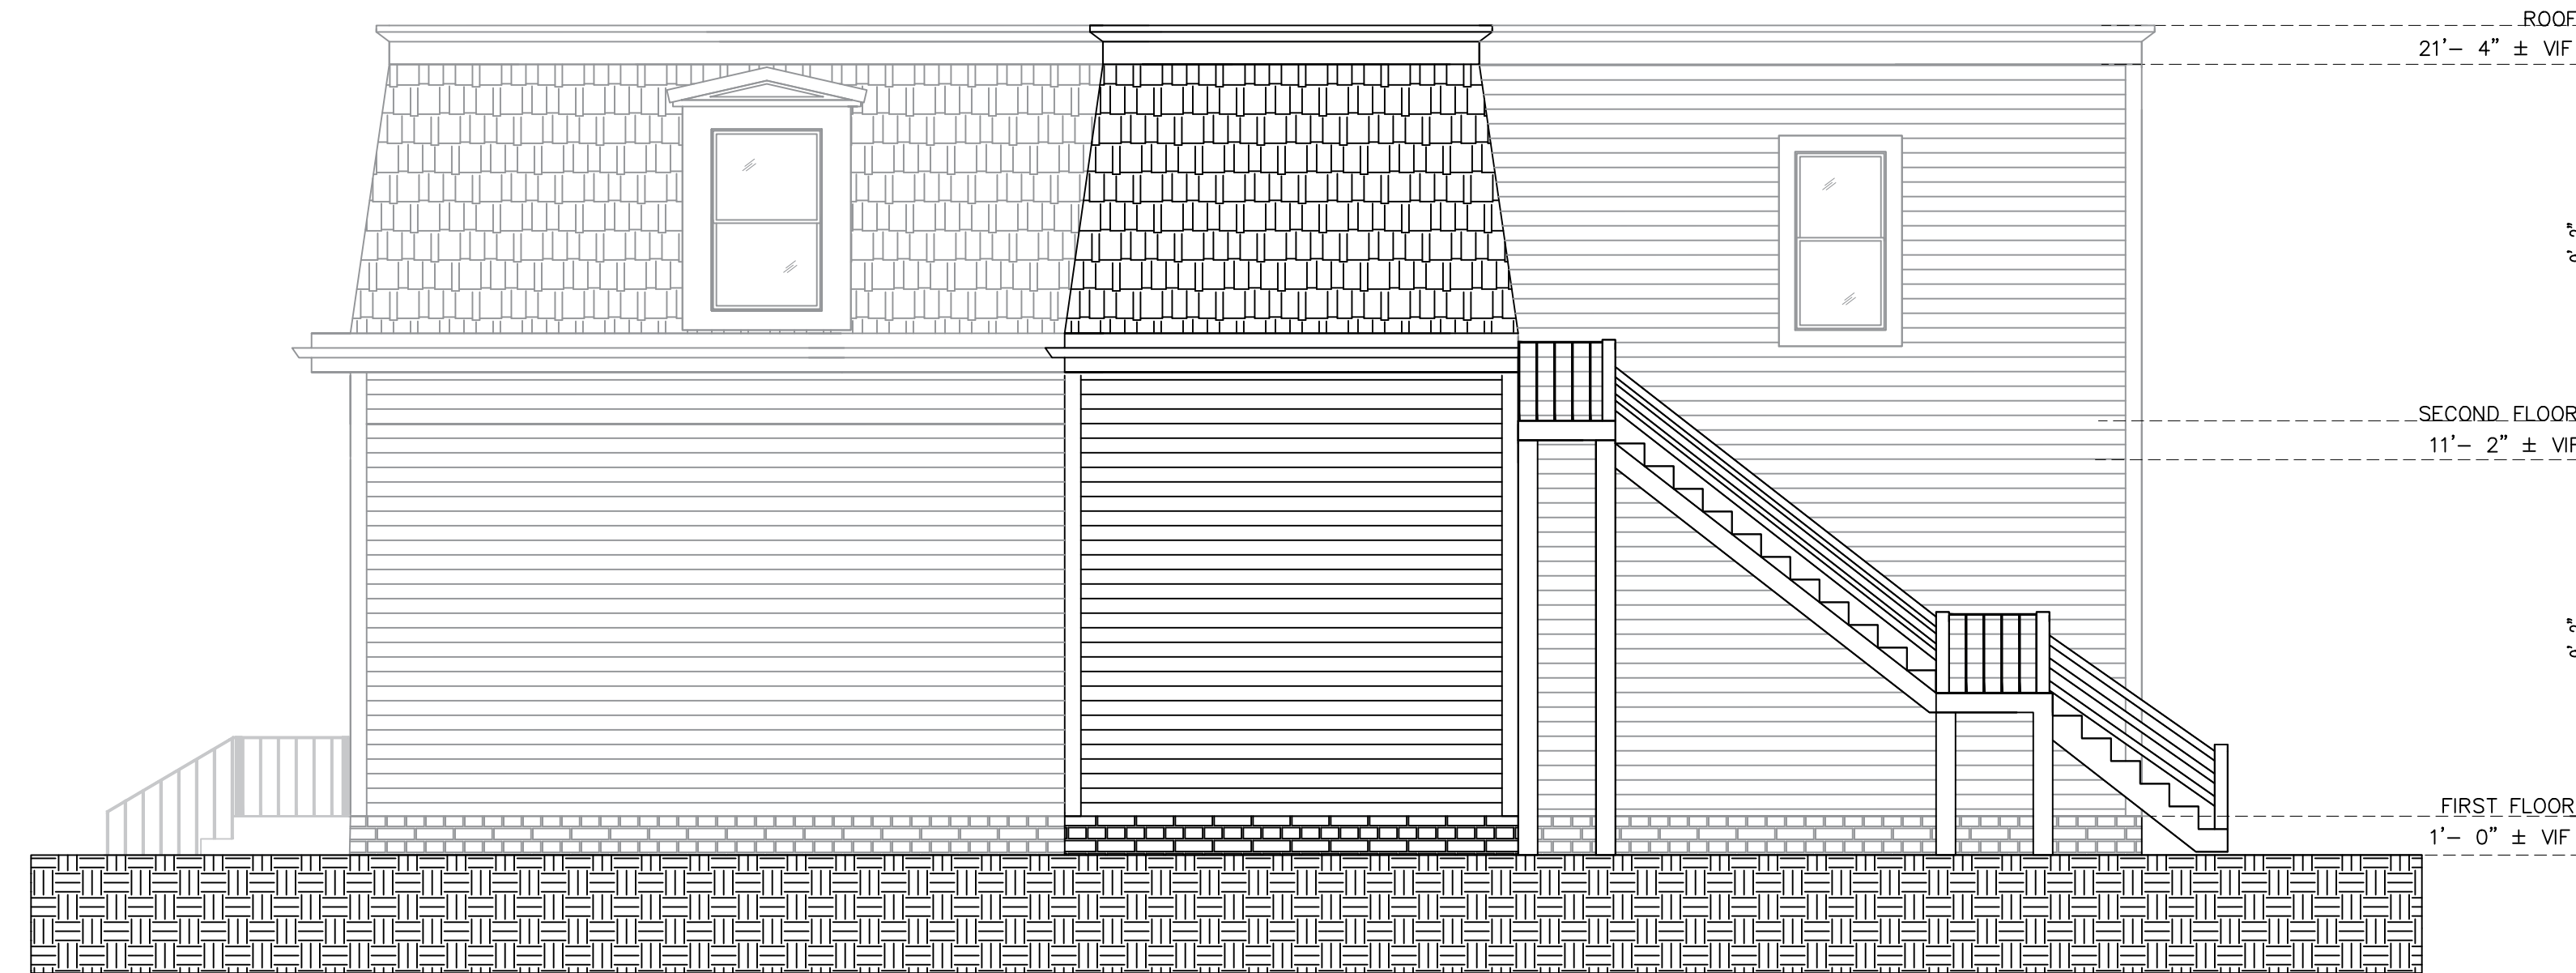 ROOF
21'- 4" ± VIF
SECOND FLOOR
11'- 2" ± VIF
FIRST FLOOR
1'- 0" ± VIF